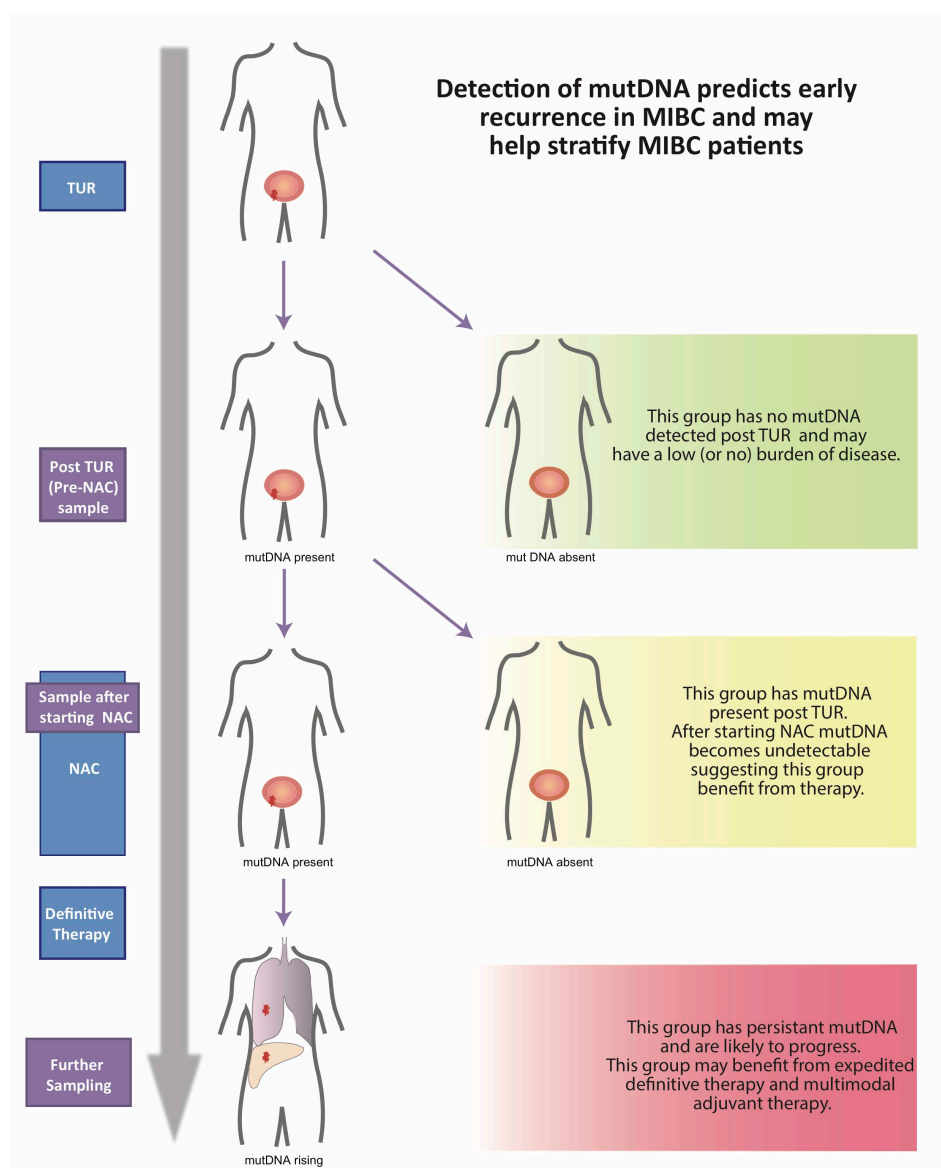 Detection of mutDNA predicts early
recurrence in MIBC and may
help stratify MIBC patients
TUR
This group has no mutDNA
detected post TUR and may
have a low (or no) burden of disease.
Post TUR
(Pre-NAC)
sample
mutDNA present
mut DNA absent
Sample after
starting NAC
NAC
This group has mutDNA
present post TUR.
After starting NAC mutDNA
becomes undetectable
suggesting this group
benefit from therapy.
mutDNA present
mutDNA absent
Definitive
Therapy
Further
Sampling
This group has persistant mutDNA
and are likely to progress.
This group may benefit from expedited
definitive therapy and multimodal
adjuvant therapy.
mutDNA rising